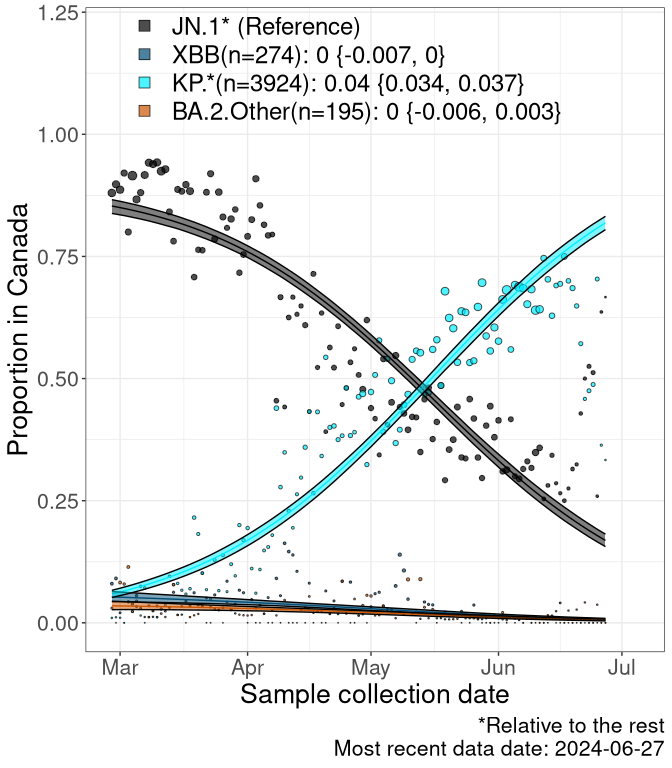 JN.1* (Reference)
XBB(n=274): 0 {-0.007, 0}
KP.*(n=3924): 0.04 {0.034, 0.037}
BA.2.Other(n=195): 0 {-0.006, 0.003}
Proportion in Canada
1.25
1.00
0.75
0.50
0.25
0.00
Mar Apr May Jun Jul
Sample collection date
*Relative to the rest
Most recent data date: 2024-06-27